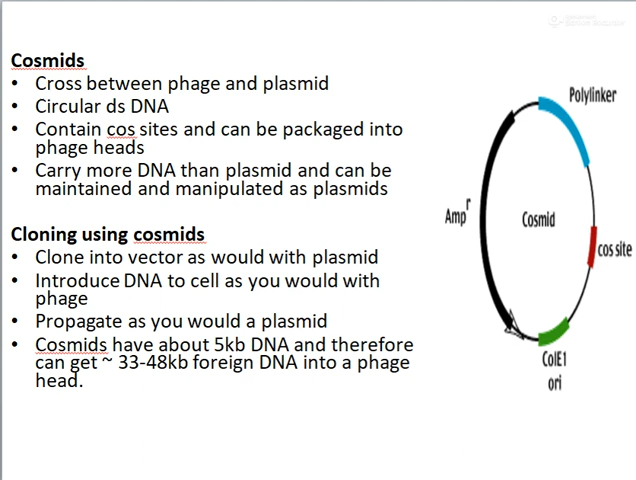 Cosmids
• Cross between phage and plasmid
• Circular ds DNA
• Contain cos sites and can be packaged into
phage heads
• Carry more DNA than plasmid and can be
maintained and manipulated as plasmids
Cloning using cosmids
• Clone into vector as would with plasmid
• Introduce DNA to cell as you would with
phage
• Propagate as you would a plasmid
• Cosmids have about 5kb DNA and therefore
can get ~ 33-48kb foreign DNA into a phage
head.
Polylinker
Amp r
Cosmid
cos site
ColE1
ori